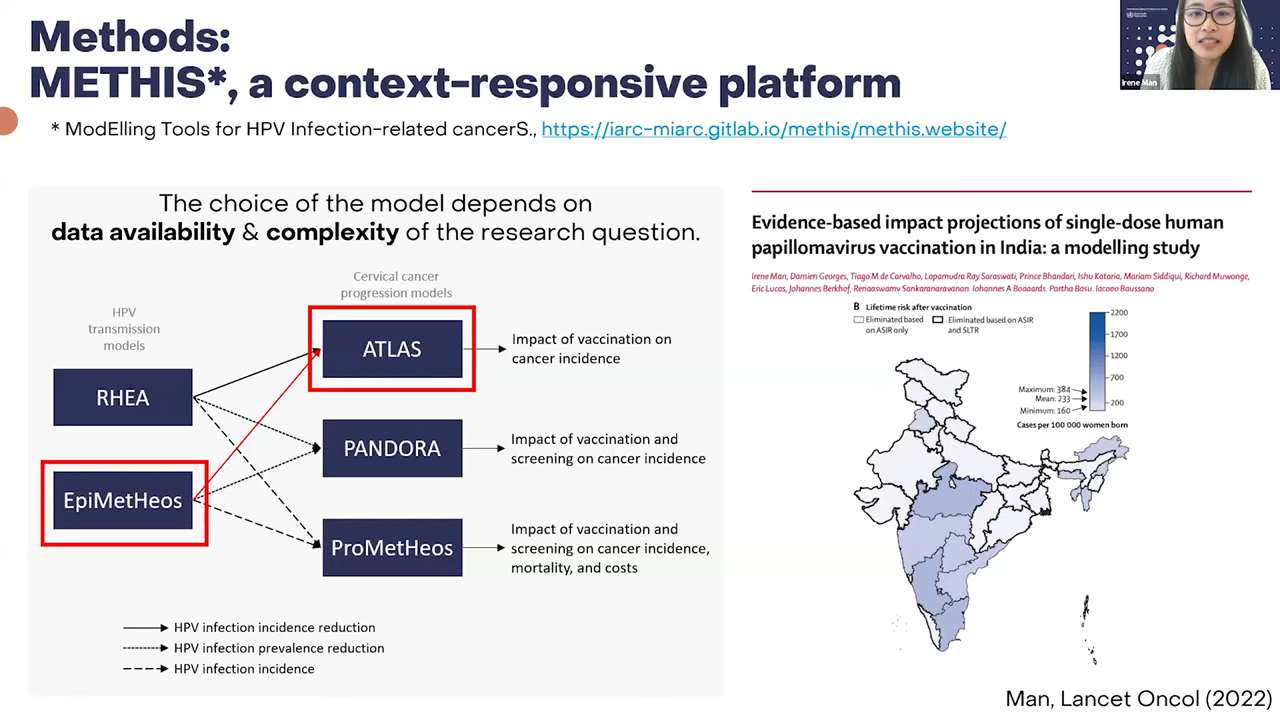 Methods:
METHIS*, a context-responsive platform
* ModElling Tools for HPV Infection-related cancerS., https://iarc-miarc.gitlab.io/methis/methis.website/
Irene Man
The choice of the model depends on
data availability & complexity of the research question.
HPV
transmission
models
Cervical cancer
progression models
RHEA
EpiMetHeos
ATLAS
PANDORA
ProMetHeos
Impact of vaccination on
cancer incidence
Impact of vaccination and
screening on cancer incidence
Impact of vaccination and
screening on cancer incidence,
mortality, and costs
HPV infection incidence reduction
HPV infection prevalence reduction
HPV infection incidence
Evidence-based impact projections of single-dose human
papillomavirus vaccination in India: a modelling study
Irene Man, Damien Georges, Tiago M de Carvalho, Lopamudra Ray Saraswati, Prince Bhandari, Ishu Kataria, Mariam Siddiqui, Richard Muwonge,
Eric Lucas, Johannes Berkhof, Rengaswamy Sankaranarayanan, Johannes A Bogaards, Partha Basu, Iacopo Baussano
B Lifetime risk after vaccination
Eliminated based
on ASIR only
Eliminated based on ASIR
and SLTR
2200
1700
1200
700
200
Maximum: 384
Mean: 233
Minimum: 160
Cases per 100 000 women born
Man, Lancet Oncol (2022)